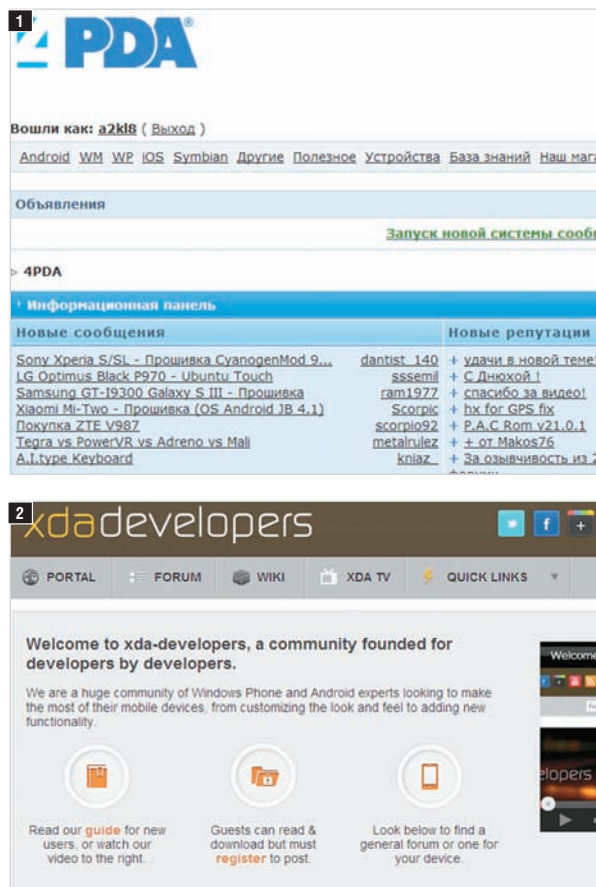 1
4 PDA
Вошли как: a2kl8 ( Выход )
Android WM WP iOS Symbian Другие Полезное Устройства База знаний Наш мага
Объявления
Запуск новой системы сооб
4PDA
Информационная панель
Новые сообщения Новые репутации
Sony Xperia S/SL - Прошивка CyanogenMod 9... dantist_140 + удачи в новой теме!
LG Optimus Black P970 - Ubuntu Touch sssemil + С Днюхой !
Samsung GT-I9300 Galaxy S III - Прошивка ram1977 + спасибо за видео!
Xiaomi Mi-Two - Прошивка (OS Android JB 4.1) Scorpic + hx for GPS fix
Покупка ZTE V987 scorpio92 + P.A.C Rom v21.0.1
Tegra vs PowerVR vs Adreno vs Mali metalrulez + + от Makos76
A.I.type Keyboard kniaz_ + За озывчивость из 2
2
xdadevelopers
PORTAL FORUM WIKI XDA TV QUICK LINKS
Welcome to xda-developers, a community founded for
developers by developers.
Welcome
We are a huge community of Windows Phone and Android experts looking to make
the most of their mobile devices, from customizing the look and feel to adding new
functionality.
elopers
Read our guide for new
users, or watch our
video to the right.
Guests can read &
download but must
register to post.
Look below to find a
general forum or one for
your device.